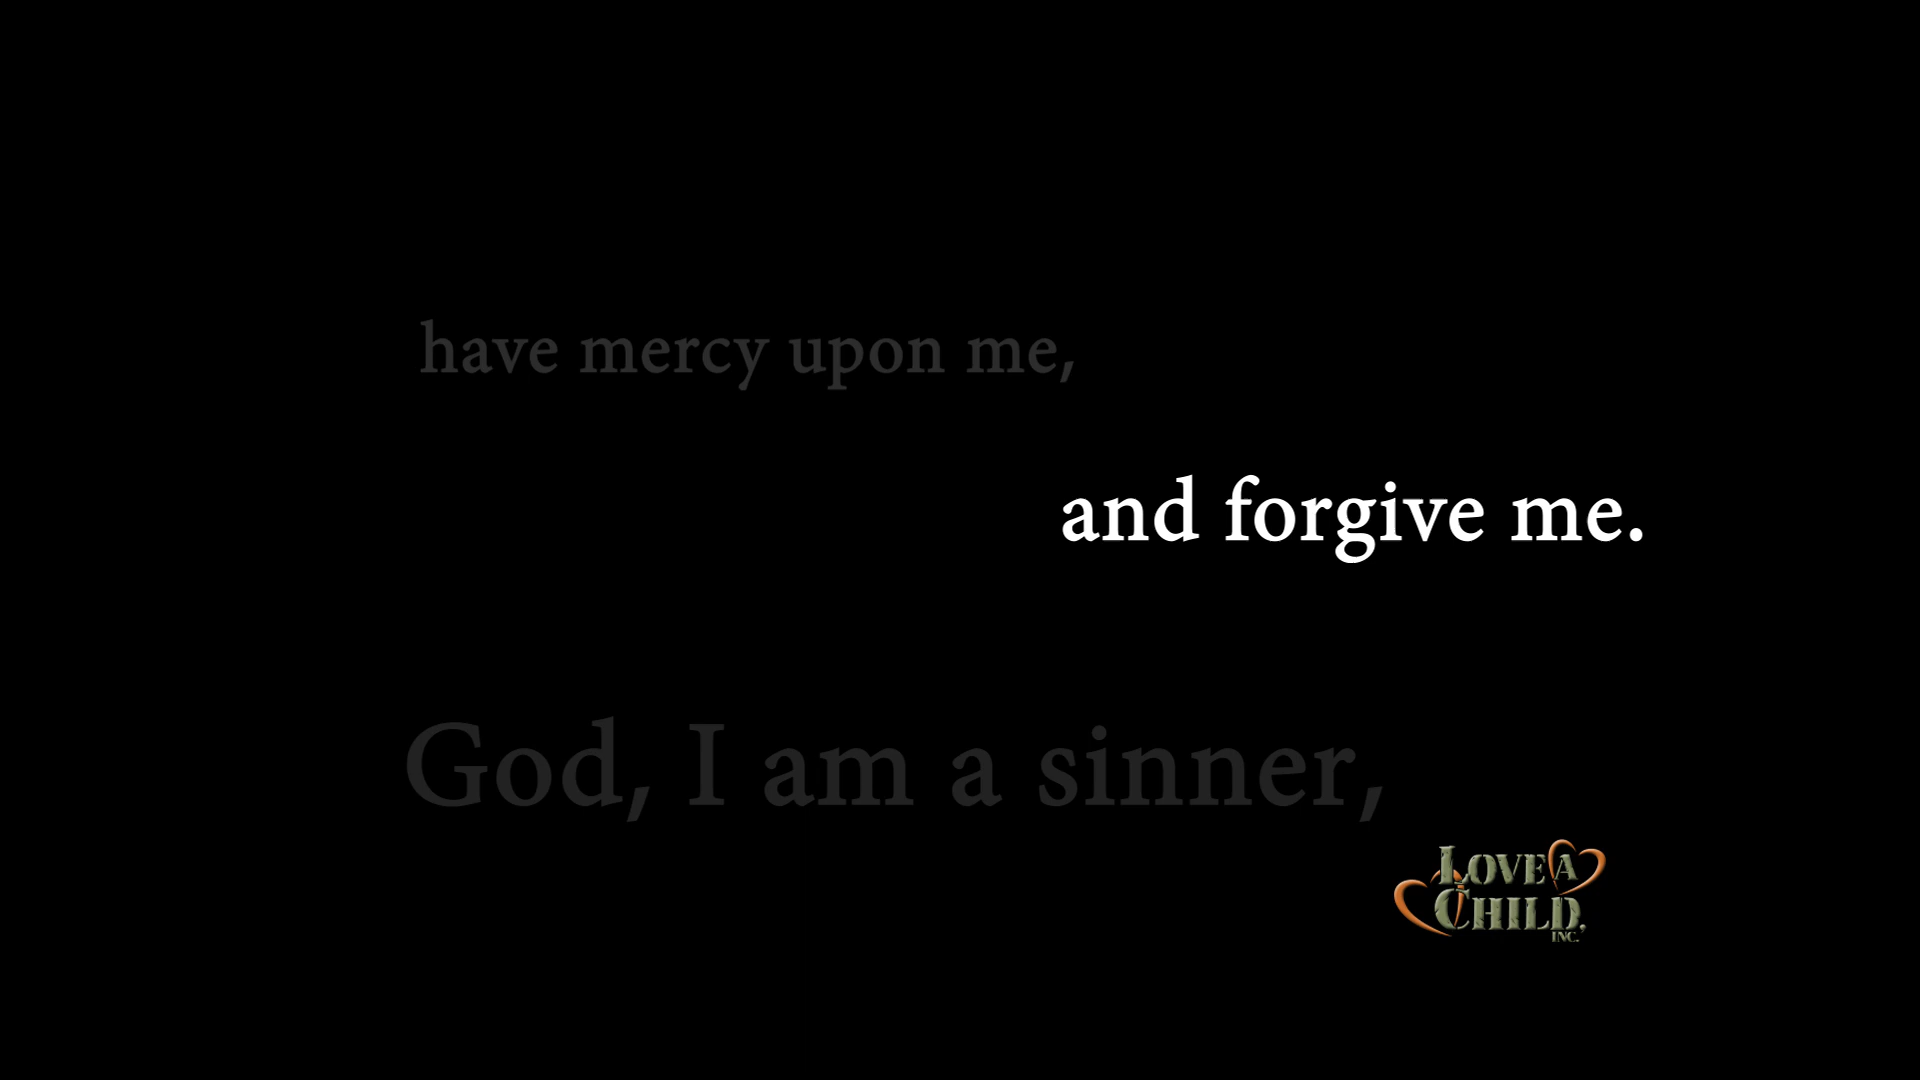 have mercy upon me,
and forgive me.
God, I am a sinner,
LOVE A
CHILD,
INC.